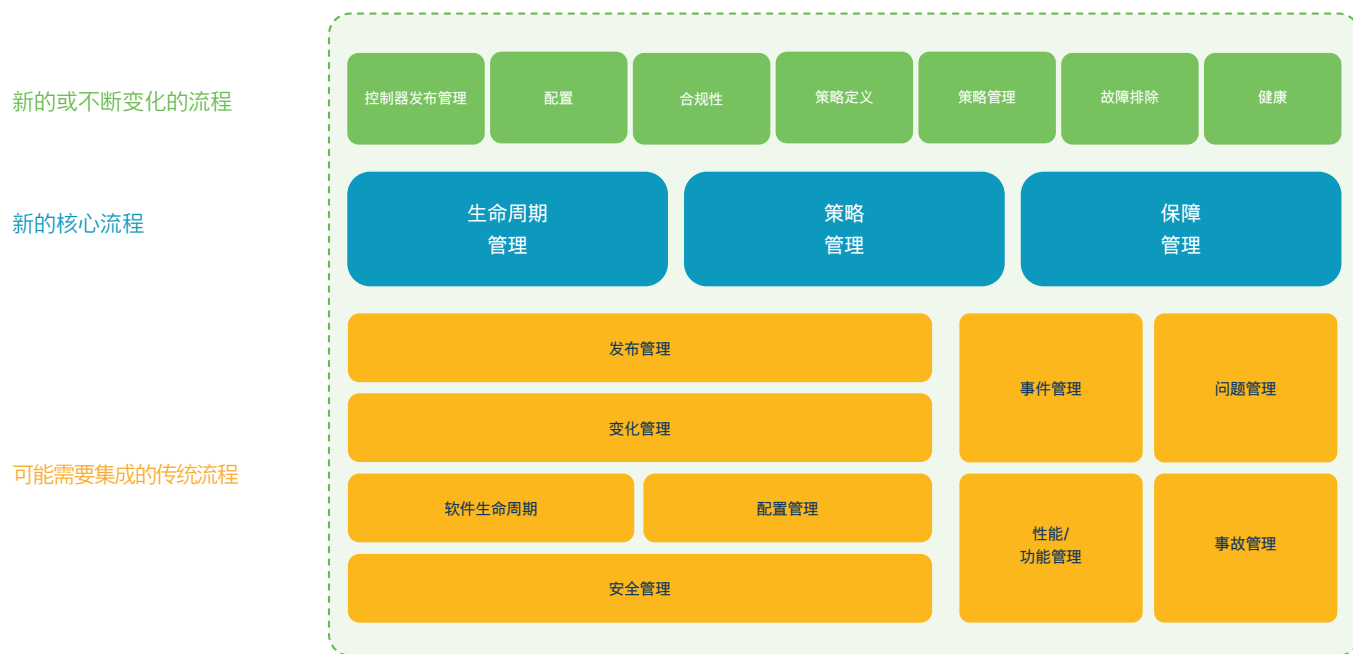 新的或不断变化的流程
控制器发布管理
配置
合规性
策略定义
策略管理
故障排除
健康
新的核心流程
生命周期
管理
策略
管理
保障
管理
可能需要集成的传统流程
发布管理
变化管理
软件生命周期
配置管理
安全管理
事件管理
问题管理
性能/
功能管理
事故管理